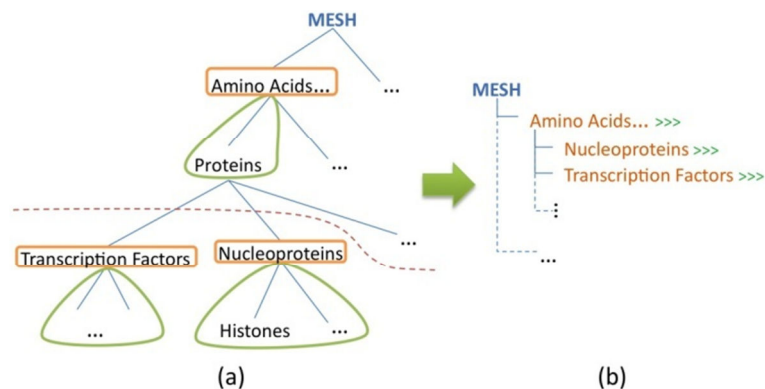 MESH
Amino Acids...
...
Proteins
...
Transcription Factors
Nucleoproteins
...
...
Histones
...
(a)
MESH
Amino Acids... >>>
Nucleoproteins >>>
Transcription Factors >>>
...
...
(b)